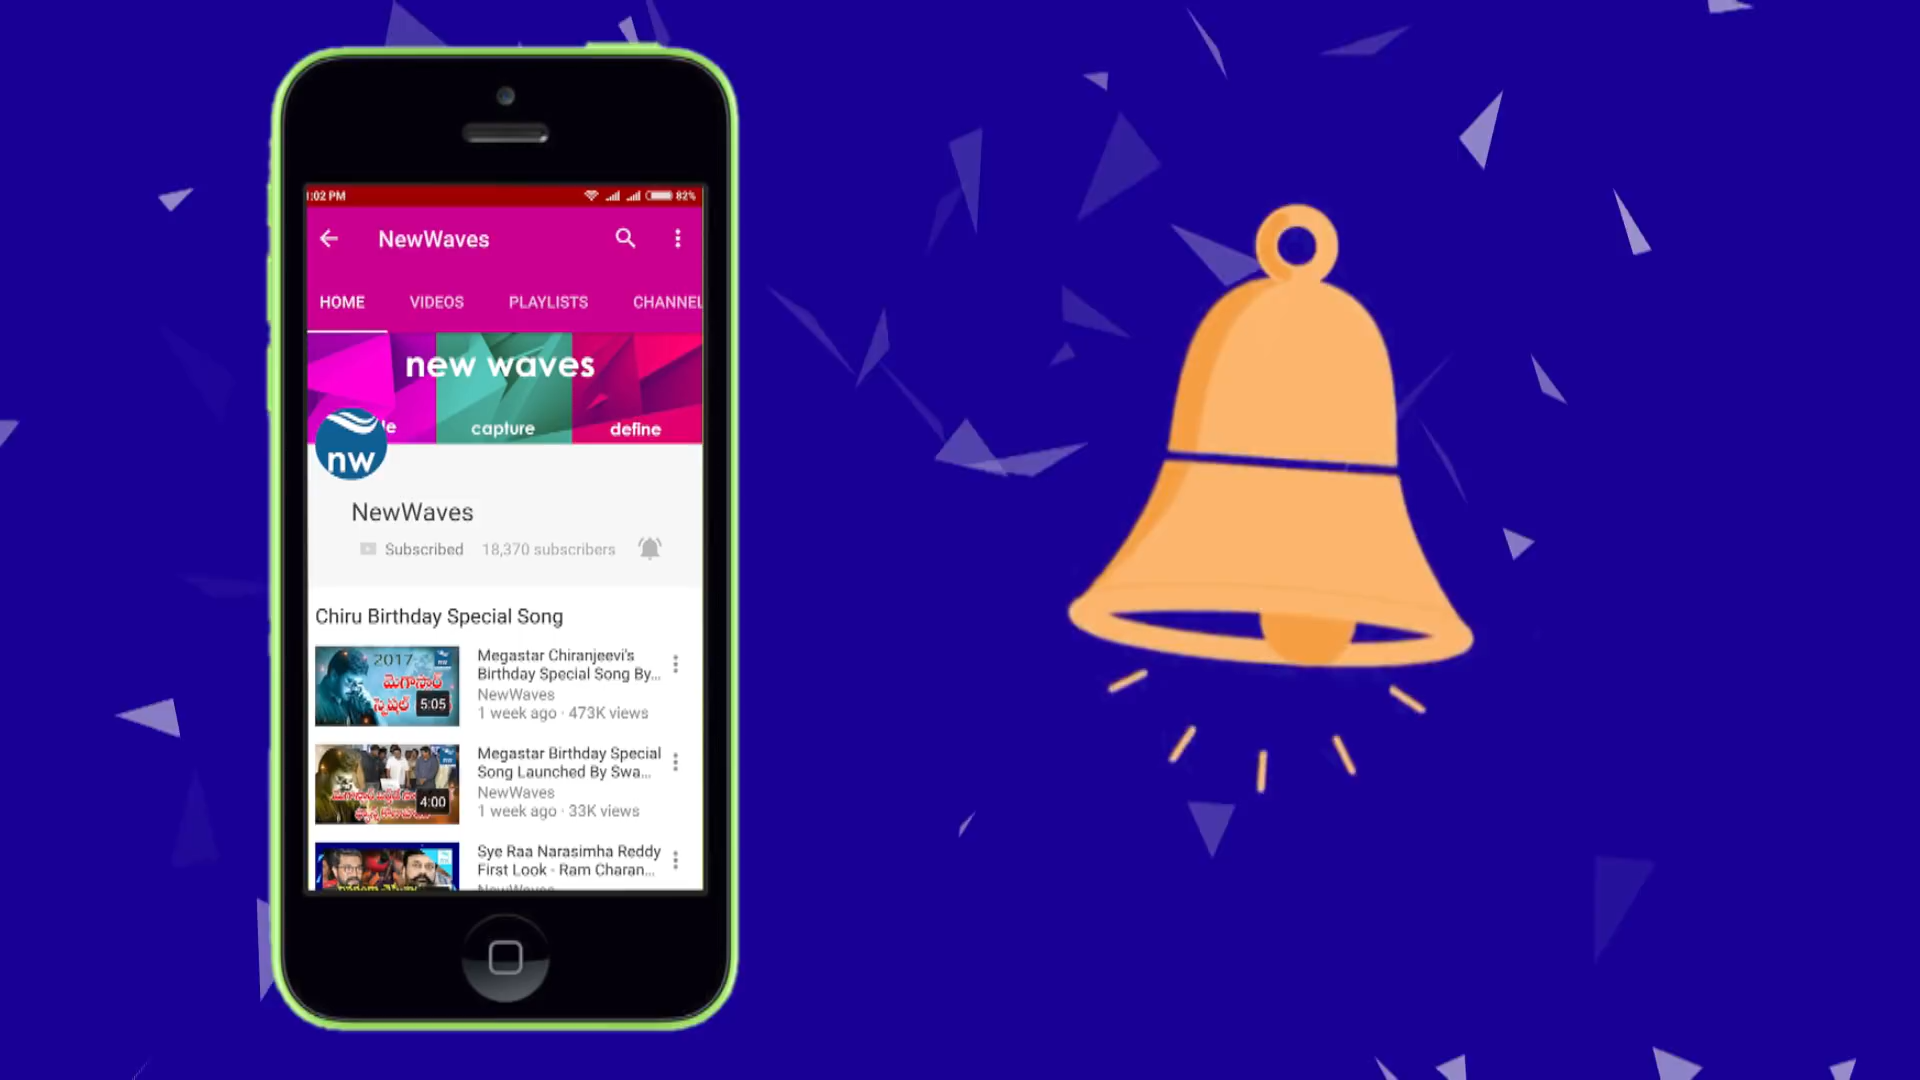 1:02 PM
82%
NewWaves
HOME VIDEOS PLAYLISTS CHANNEL
new waves
capture define
nw
NewWaves
Subscribed 18,370 subscribers
Chiru Birthday Special Song
2017
మెగాస్టార్
స్పెషల్
5:05
Megastar Chiranjeevi's
Birthday Special Song By...
NewWaves
1 week ago · 473K views
4:00
Megastar Birthday Special
Song Launched By Swa...
NewWaves
1 week ago · 33K views
Sye Raa Narasimha Reddy
First Look - Ram Charan...
NewWaves